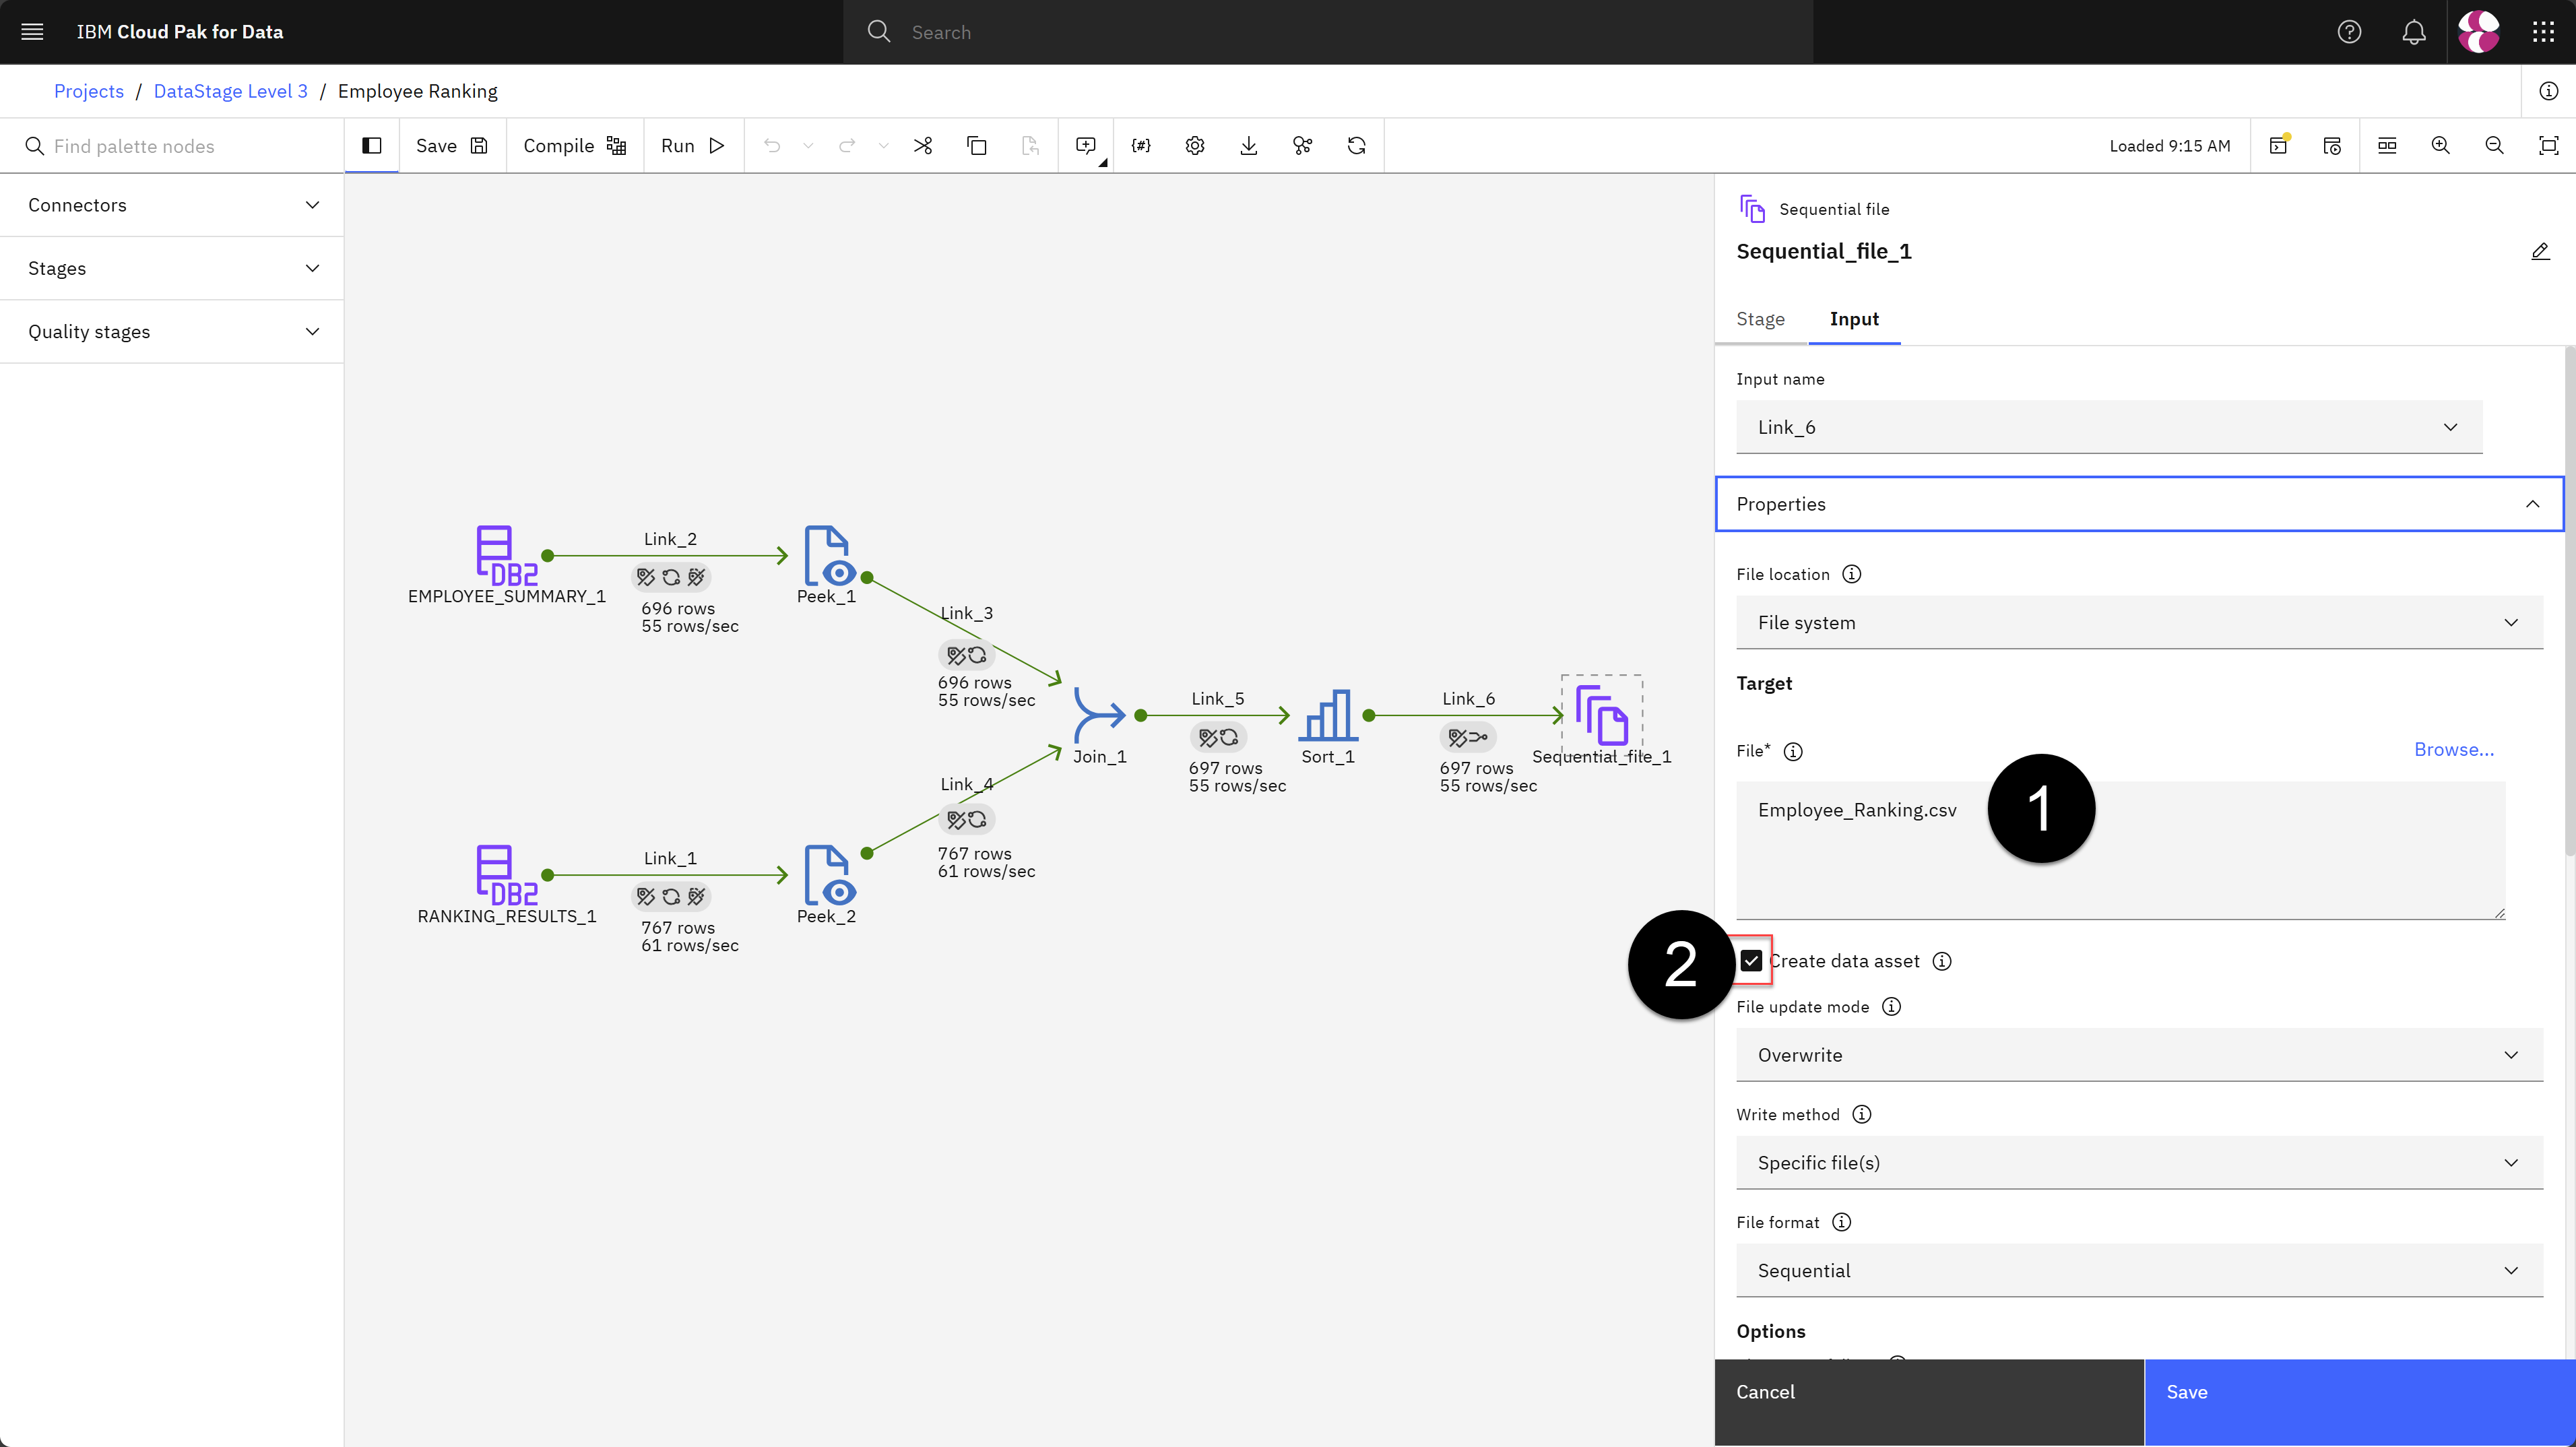 IBM Cloud Pak for Data
Search
Projects / DataStage Level 3 / Employee Ranking
Find palette nodes
Save
Compile
Run
{#}
Loaded 9:15 AM
Connectors
Stages
Quality stages
Link_2
DB2
EMPLOYEE_SUMMARY_1
696 rows
55 rows/sec
Peek_1
Link_3
696 rows
55 rows/sec
Join_1
Link_5
697 rows
55 rows/sec
Sort_1
Link_6
697 rows
55 rows/sec
Sequential_file_1
Link_4
767 rows
61 rows/sec
Link_1
DB2
RANKING_RESULTS_1
767 rows
61 rows/sec
Peek_2
Sequential file
Sequential_file_1
Stage
Input
Input name
Link_6
Properties
File location
File system
Target
File*
Browse...
Employee_Ranking.csv
1
2
Create data asset
File update mode
Overwrite
Write method
Specific file(s)
File format
Sequential
Options
Cancel
Save